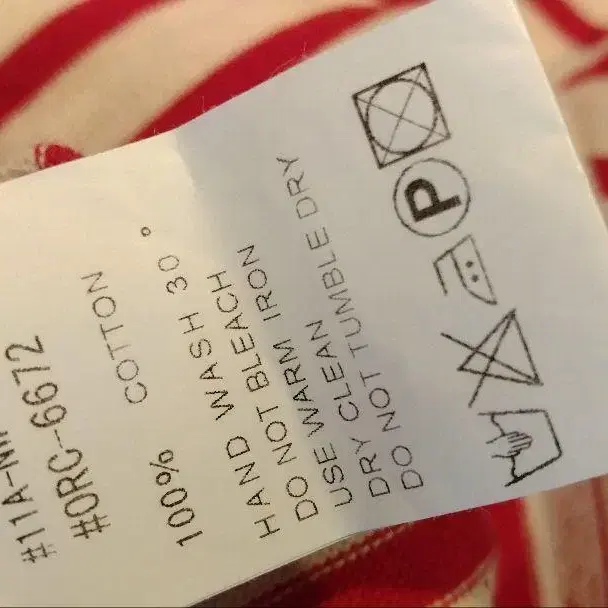 #11A-
#ORC-6672
100% COTTON
HAND WASH 30°
DO NOT BLEACH
USE WARM IRON
DRY CLEAN
DO NOT TUMBLE DRY
P